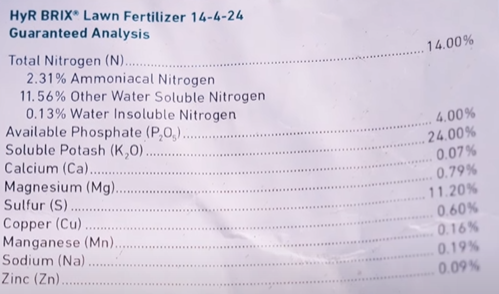 HyR BRIX® Lawn Fertilizer 14-4-24
Guaranteed Analysis
Total Nitrogen (N)..........14.00%
2.31% Ammoniacal Nitrogen
11.56% Other Water Soluble Nitrogen
0.13% Water Insoluble Nitrogen
Available Phosphate (P₂O₅)..........4.00%
Soluble Potash (K₂O)..........24.00%
Calcium (Ca)..........0.07%
Magnesium (Mg)..........0.79%
Sulfur (S)..........11.20%
Copper (Cu)..........0.60%
Manganese (Mn)..........0.16%
Sodium (Na)..........0.19%
Zinc (Zn)..........0.09%